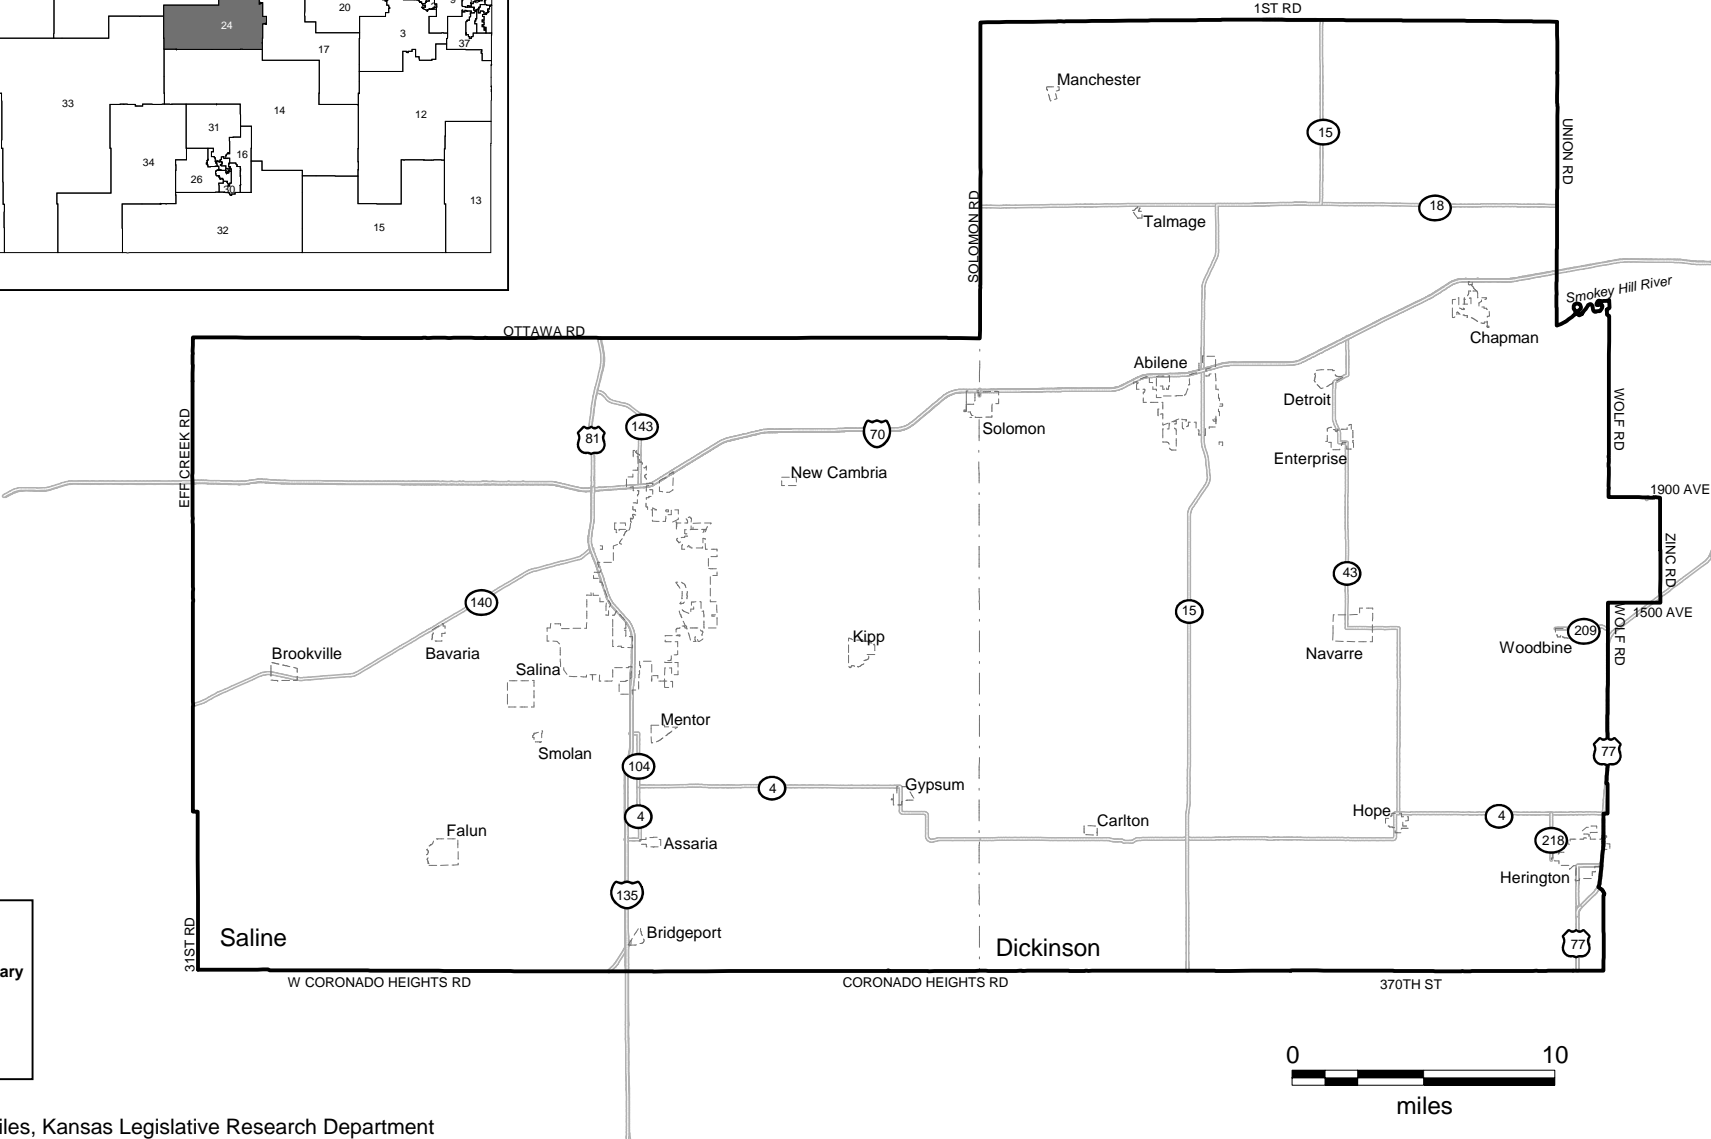 20
9
24
3
37
17
33
14
12
31
16
34
26
30
13
32
15
1ST RD
Manchester
15
UNION RD
SOLOMON RD
18
Talmage
Smokey Hill River
OTTAWA RD
Chapman
Abilene
Detroit
WOLF RD
EFF CREEK RD
143
81
70
Solomon
Enterprise
New Cambria
1900 AVE
ZINC RD
43
140
15
1500 AVE
WOLF RD
209
Woodbine
Kipp
Navarre
Brookville
Bavaria
Salina
Mentor
Smolan
104
77
4
Gypsum
4
Hope
4
Carlton
Falun
Assaria
218
Herington
135
31ST RD
Saline
Bridgeport
Dickinson
77
ary
W CORONADO HEIGHTS RD
CORONADO HEIGHTS RD
370TH ST
0 10
miles
iles, Kansas Legislative Research Department